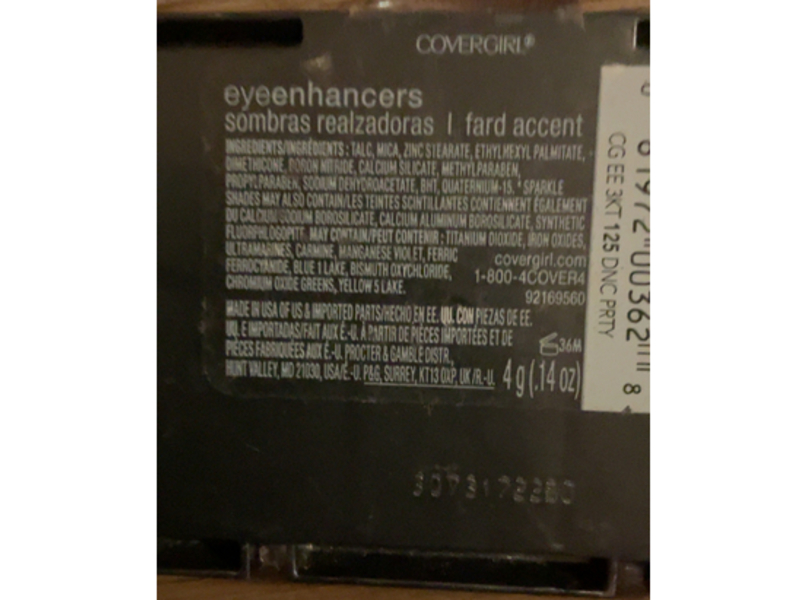 COVERGIRL®
eyeenhancers
sombras realzadoras | fard accent
INGREDIENTS/INGRÉDIENTS: TALC, MICA, ZINC STEARATE, ETHYLHEXYL PALMITATE,
DIMETHICONE, BORON NITRIDE, CALCIUM SILICATE, METHYLPARABEN,
PROPYLPARABEN, SODIUM DEHYDROACETATE, BHT, QUATERNIUM-15. * SPARKLE
SHADES MAY ALSO CONTAIN/LES TEINTES SCINTILLANTES CONTIENNENT ÉGALEMENT
DU CALCIUM SODIUM BOROSILICATE, CALCIUM ALUMINUM BOROSILICATE, SYNTHETIC
FLUORPHLOGOPITE. MAY CONTAIN/PEUT CONTENIR: TITANIUM DIOXIDE, IRON OXIDES,
ULTRAMARINES, CARMINE, MANGANESE VIOLET, FERRIC
FERROCYANIDE, BLUE 1 LAKE, BISMUTH OXYCHLORIDE,
CHROMIUM OXIDE GREENS, YELLOW 5 LAKE.
covergirl.com
1-800-4COVER4
92169560
MADE IN USA OF US & IMPORTED PARTS/HECHO EN EE. UU. CON PIEZAS DE EE.
UU. E IMPORTADAS/FAIT AUX É.-U. À PARTIR DE PIÈCES IMPORTÉES ET DE
PIÈCES FABRIQUÉES AUX É.-U. PROCTER & GAMBLE DISTR.,
HUNT VALLEY, MD 21030, USA/É.-U. P&G, SURREY, KT13 0XP, UK/R.-U.
36M
4 g (.14 oz)
CG EE 3KT 125 DNC PRTY
81972 00362 8